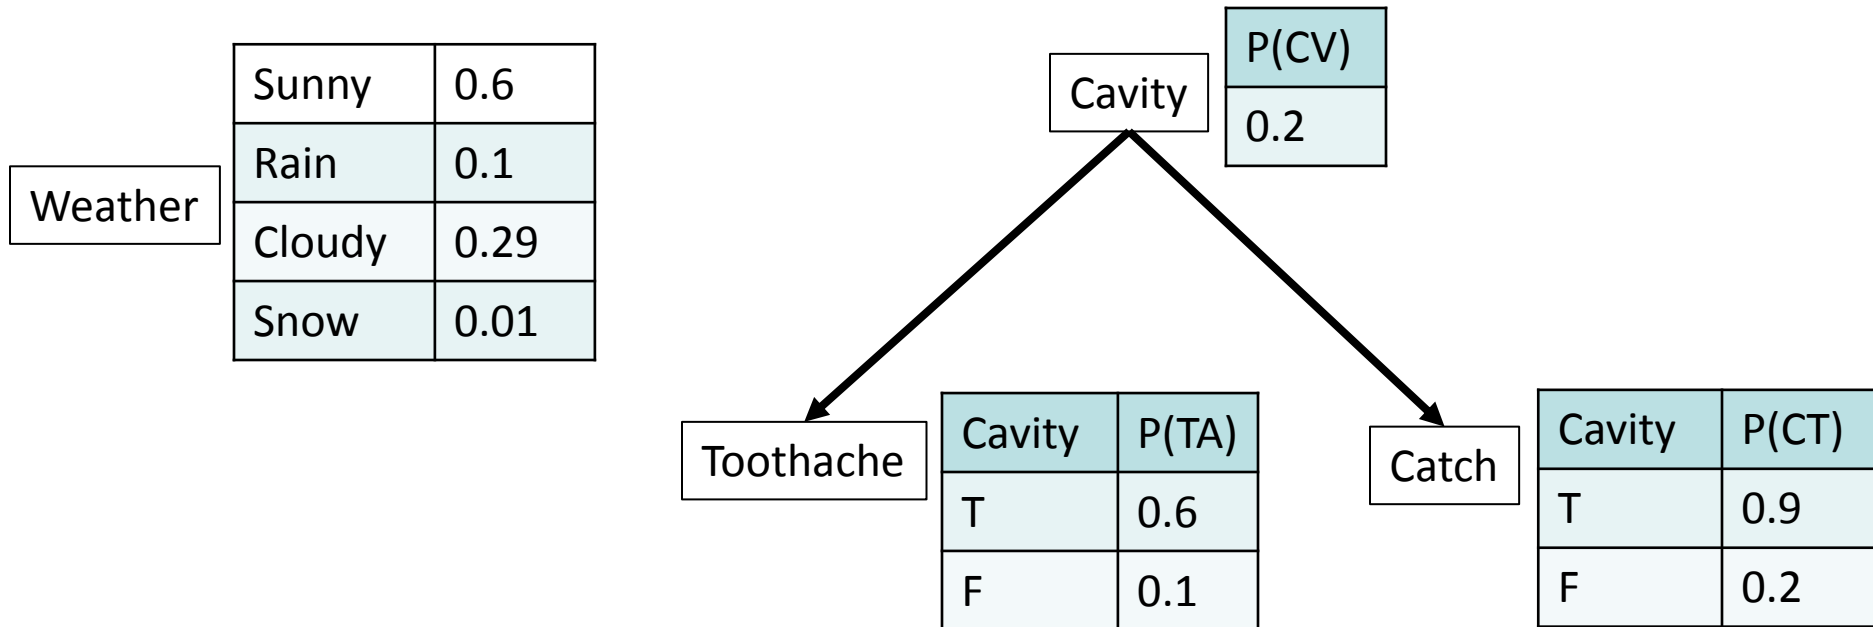 Weather
Sunny 0.6
Rain 0.1
Cloudy 0.29
Snow 0.01
Cavity
P(CV)
0.2
Toothache
Cavity P(TA)
T 0.6
F 0.1
Catch
Cavity P(CT)
T 0.9
F 0.2